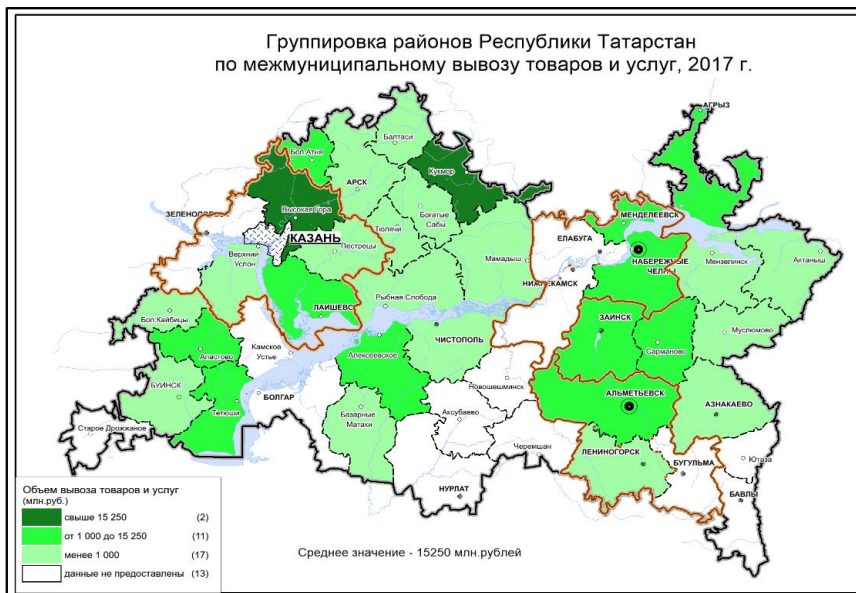 Группировка районов Республики Татарстан
по межмуниципальному вывозу товаров и услуг, 2017 г.
АГРЫЗ
Балтаси
Бол.Атня
Кукмор
АРСК
Высокая Гора
Богатые
Сабы
МЕНДЕЛЕЕВСК
Тюлячи
КАЗАНЬ
ЕЛАБУГА
Пестрецы
НАБЕРЕЖНЫЕ
ЧЕЛНЫ
Верхний
Услон
Мамадыш
Мензелинск
Актаныш
НИЖНЕКАМСК
Рыбная Слобода
ЛАИШЕВО
Бол.Кайбицы
ЗАИНСК
Муслюмово
Камское
Устье
Алексеевское
ЧИСТОПОЛЬ
Сарманово
Апастово
БУИНСК
Новошешминск
БОЛГАР
АЛЬМЕТЬЕВСК
АЗНАКАЕВО
Тетюши
Базарные
Матаки
Аксубаево
Старое Дрожжаное
Черемшан
ЛЕНИНОГОРСК
БУГУЛЬМА
Ютаза
НУРЛАТ
БАВЛЫ
Объем вывоза товаров и услуг
(млн.руб.)
свыше 15 250 (2)
от 1 000 до 15 250 (11)
менее 1 000 (17)
данные не предоставлены (13)
Среднее значение - 15250 млн.рублей